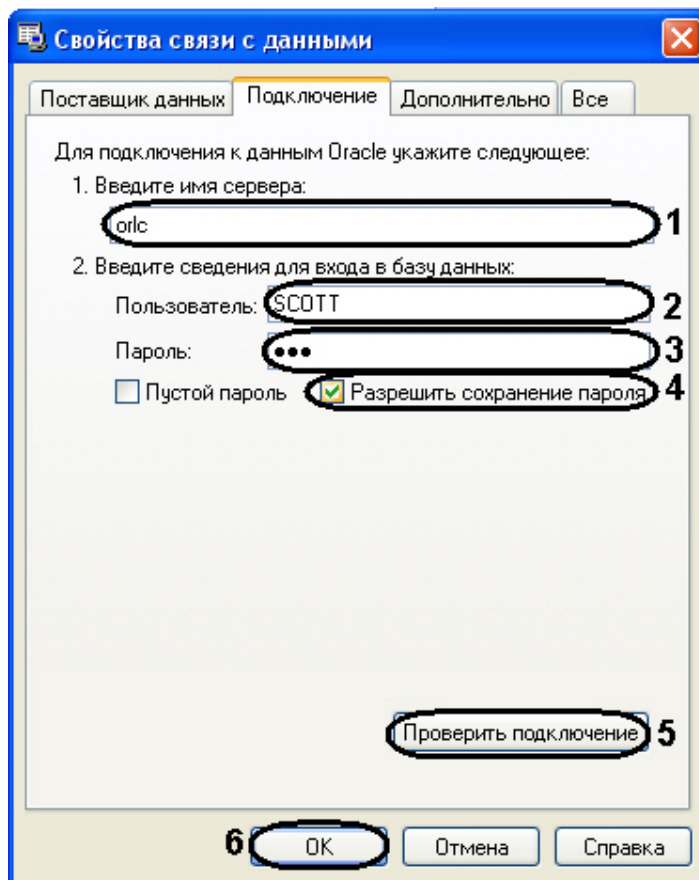 Свойства связи с данными
Поставщик данных Подключение Дополнительно Все
Для подключения к данным Oracle укажите следующее:
1. Введите имя сервера:
orlc 1
2. Введите сведения для входа в базу данных:
Пользователь: SCOTT 2
Пароль: ●●● 3
Пустой пароль Разрешить сохранение пароля 4
Проверить подключение 5
6 ОК Отмена Справка